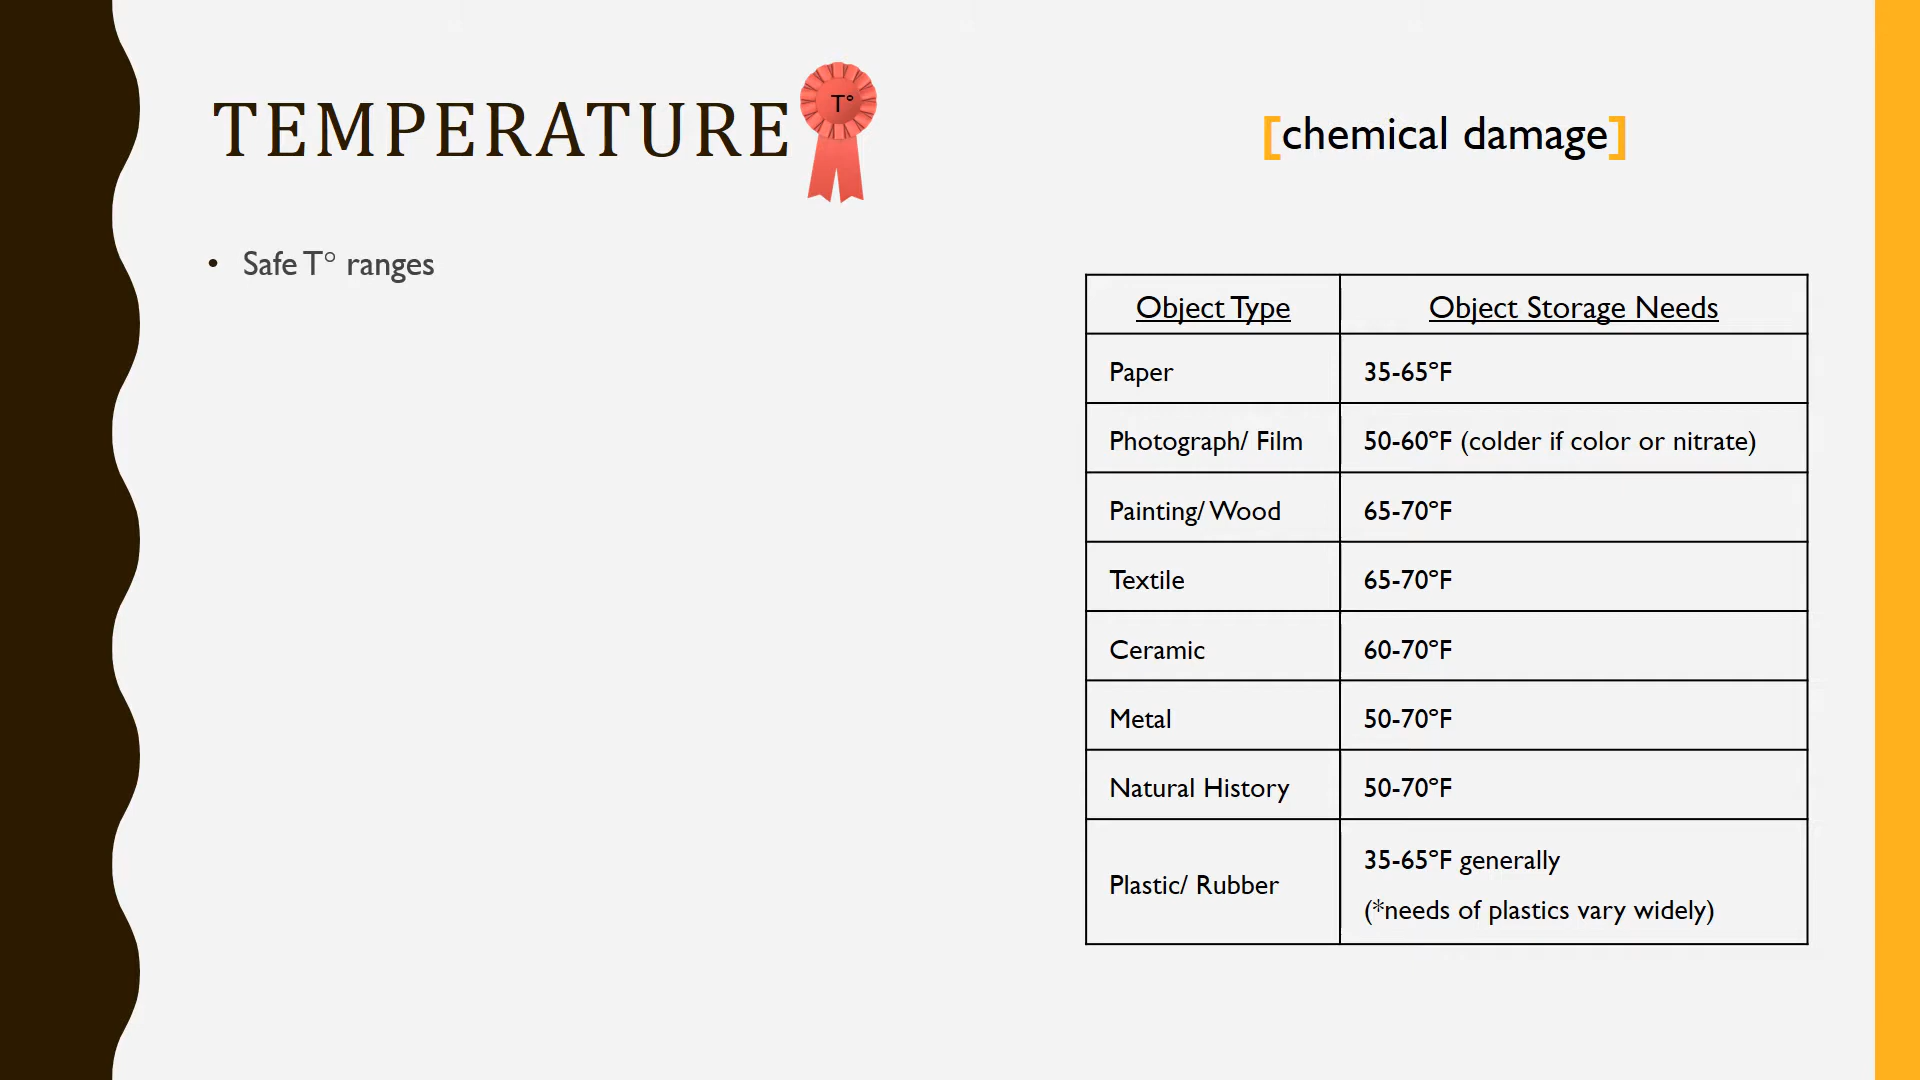 TEMPERATURE
T°
[chemical damage]
• Safe T° ranges
Object Type Object Storage Needs
Paper 35-65°F
Photograph/ Film 50-60°F (colder if color or nitrate)
Painting/ Wood 65-70°F
Textile 65-70°F
Ceramic 60-70°F
Metal 50-70°F
Natural History 50-70°F
Plastic/ Rubber 35-65°F generally
(*needs of plastics vary widely)